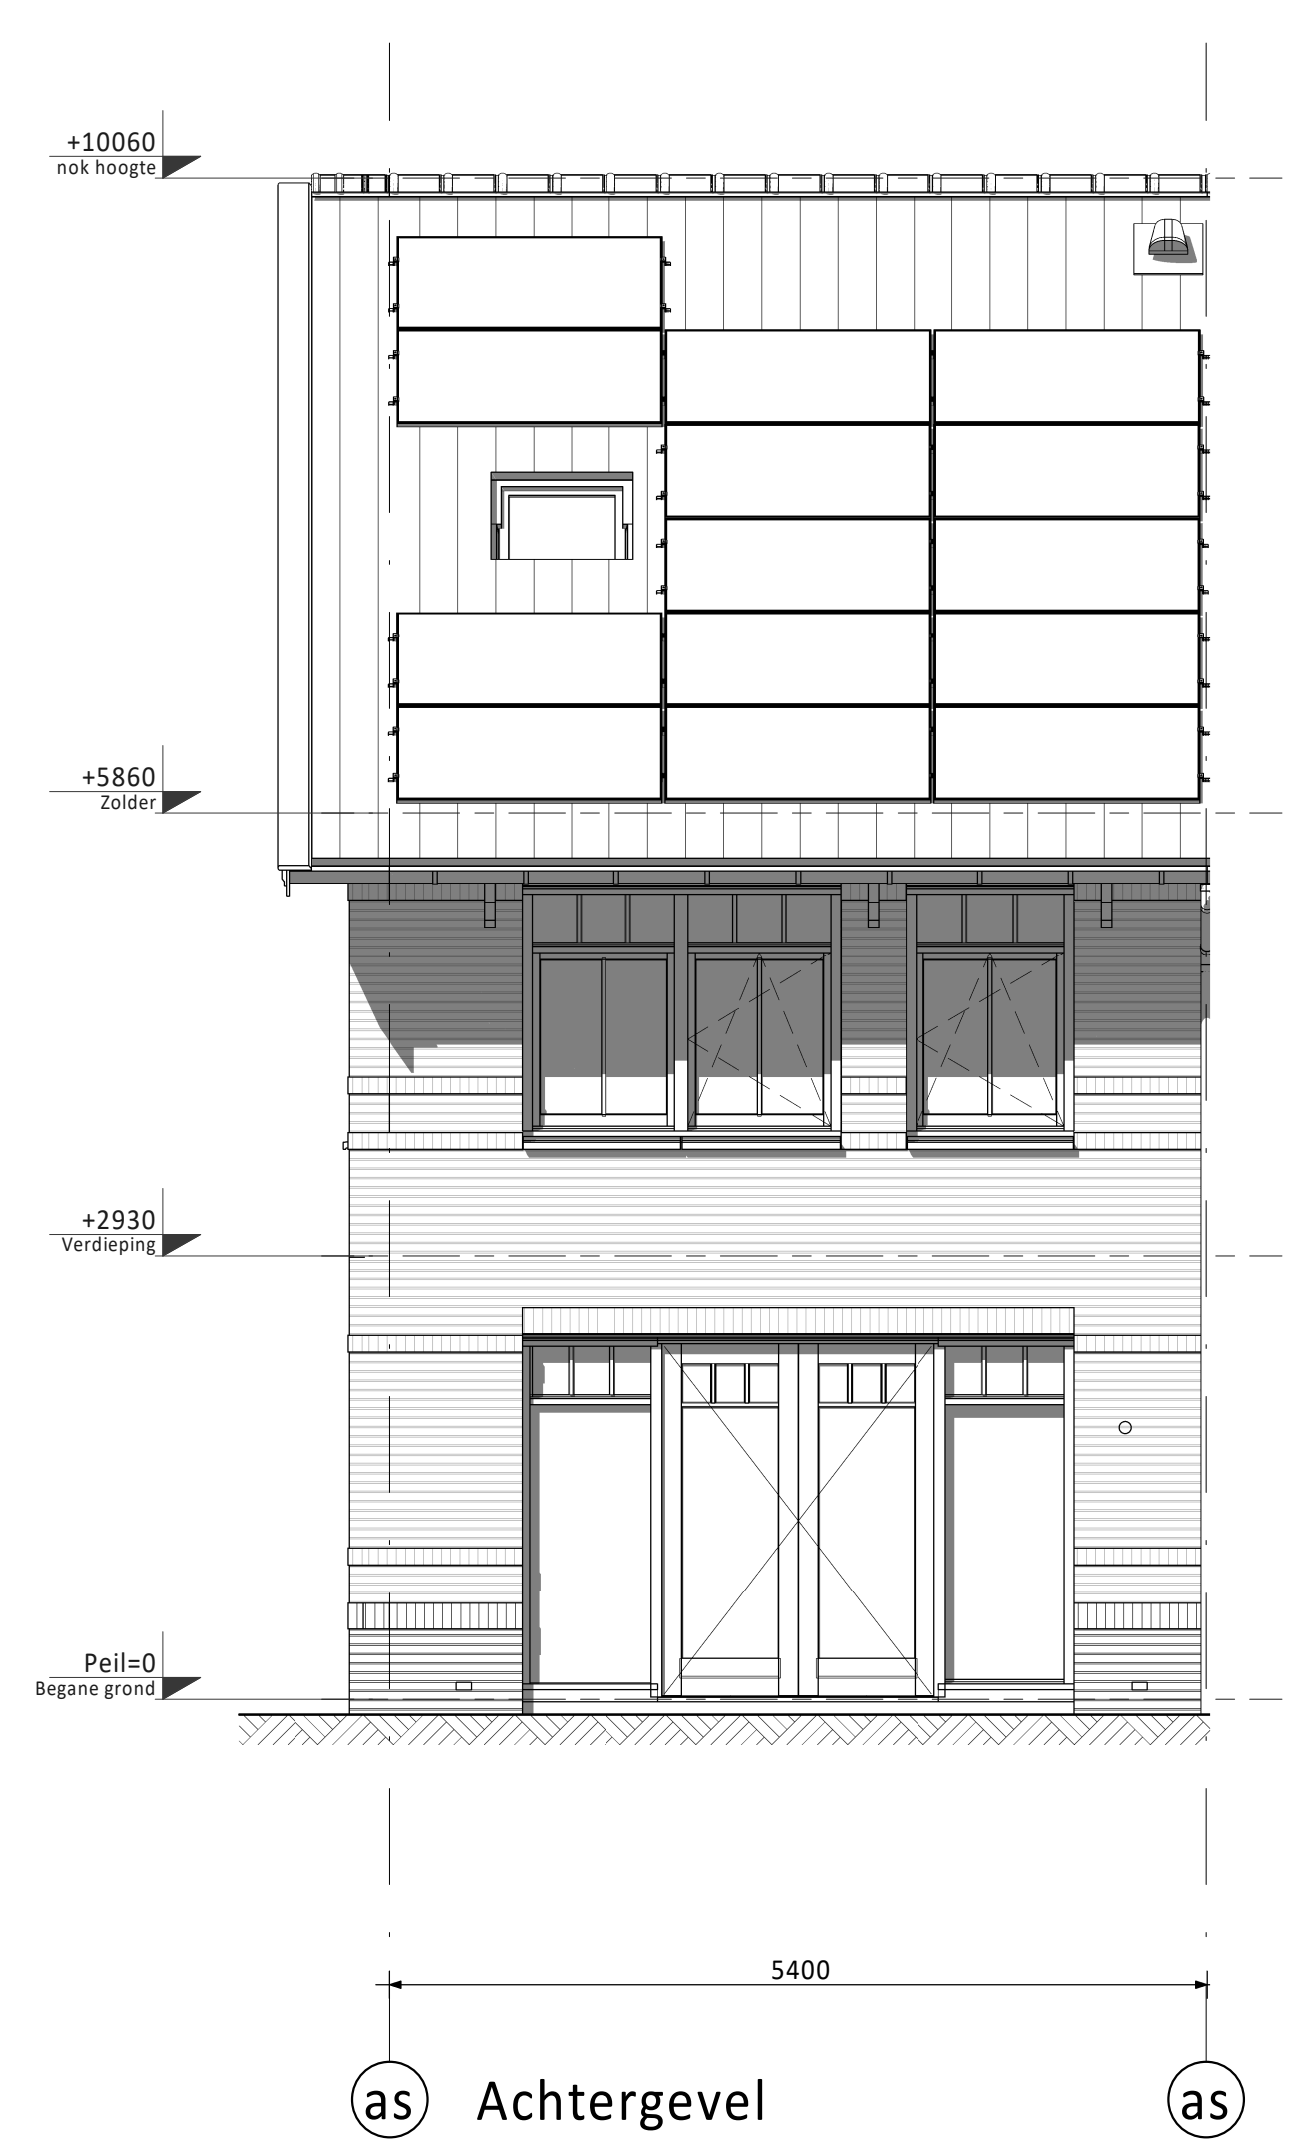 +10060
nok hoogte
+5860
Zolder
+2930
Verdieping
Peil=0
Begane grond
5400
as Achtergevel as